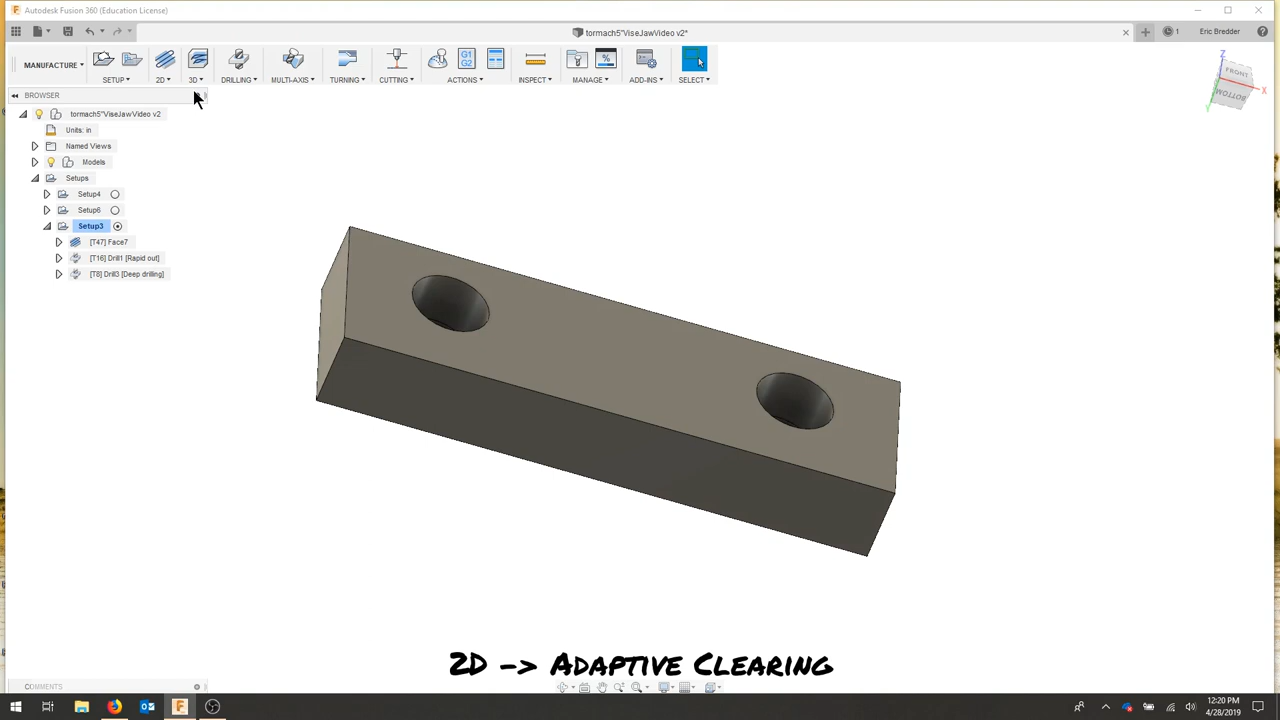 Autodesk Fusion 360 (Education License)
tormach5"ViseJawVideo v2*
1
Eric Bredder
MANUFACTURE
SETUP
2D
3D
DRILLING
MULTI-AXIS
TURNING
CUTTING
G1
G2
ACTIONS
INSPECT
%
MANAGE
ADD-INS
SELECT
BROWSER
tormach5"ViseJawVideo v2
Units: in
Named Views
Models
Setups
Setup4
Setup6
Setup3
[T47] Face7
[T16] Drill1 [Rapid out]
[T8] Drill3 [Deep drilling]
Z
FRONT
X
BOTTOM
Y
2D -> Adaptive Clearing
COMMENTS
12:20 PM
4/28/2019